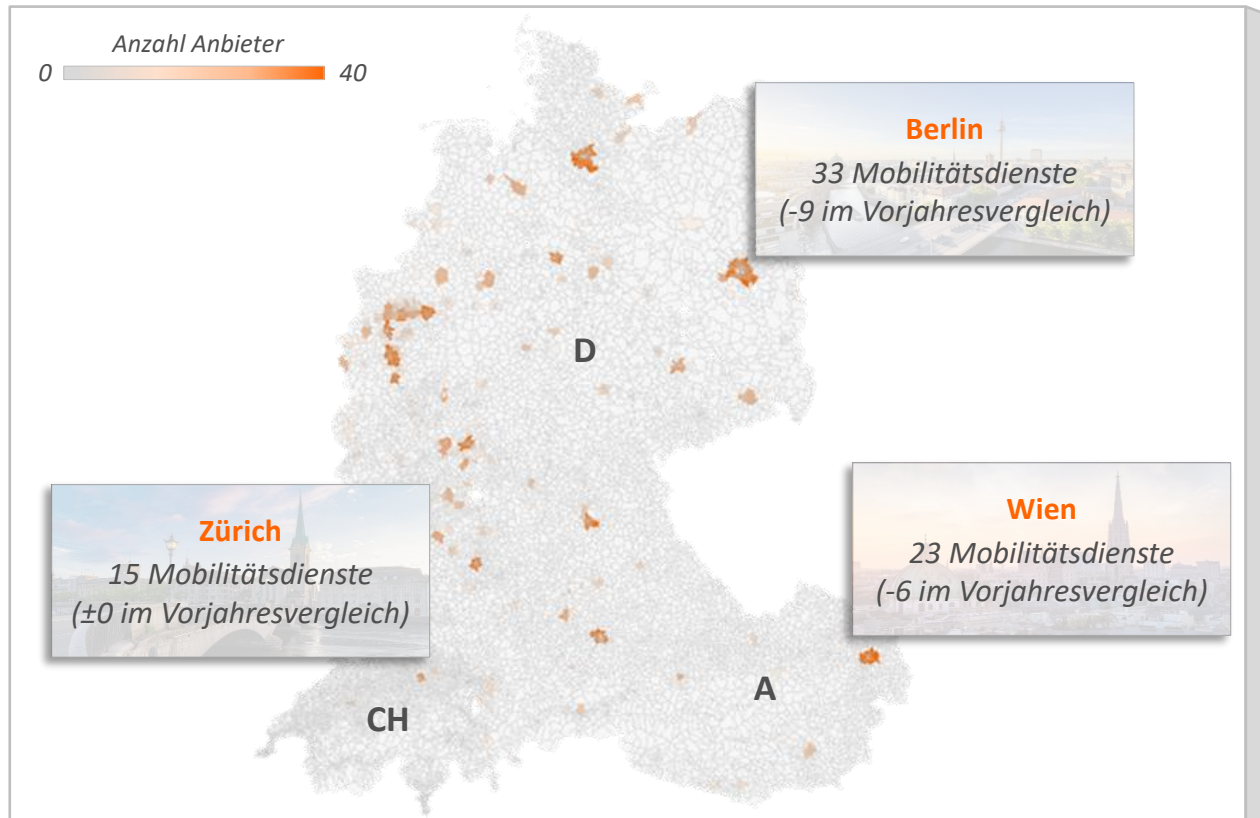 Anzahl Anbieter
0 40
Berlin
33 Mobilitätsdienste
(-9 im Vorjahresvergleich)
D
Zürich
15 Mobilitätsdienste
(±0 im Vorjahresvergleich)
Wien
23 Mobilitätsdienste
(-6 im Vorjahresvergleich)
A
CH